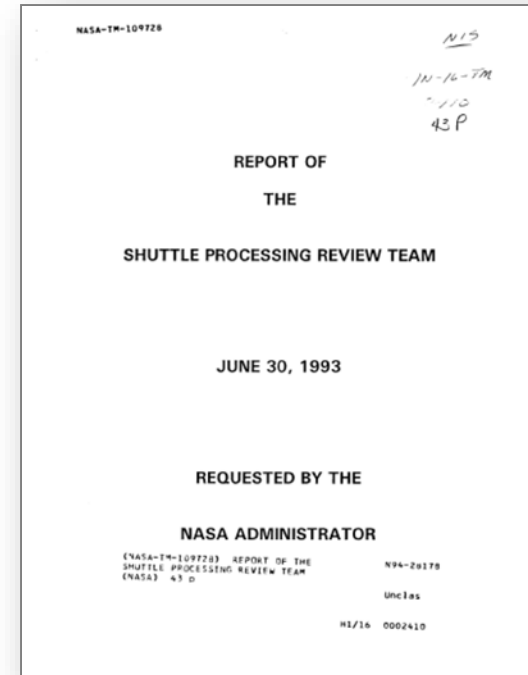 NASA-TM-109728
NIS
IN-16-TM
43 P
REPORT OF
THE
SHUTTLE PROCESSING REVIEW TEAM
JUNE 30, 1993
REQUESTED BY THE
NASA ADMINISTRATOR
(NASA-TM-109728) REPORT OF THE
SHUTTLE PROCESSING REVIEW TEAM
(NASA) 43 p
N94-28178
Unclas
H1/16 0002410